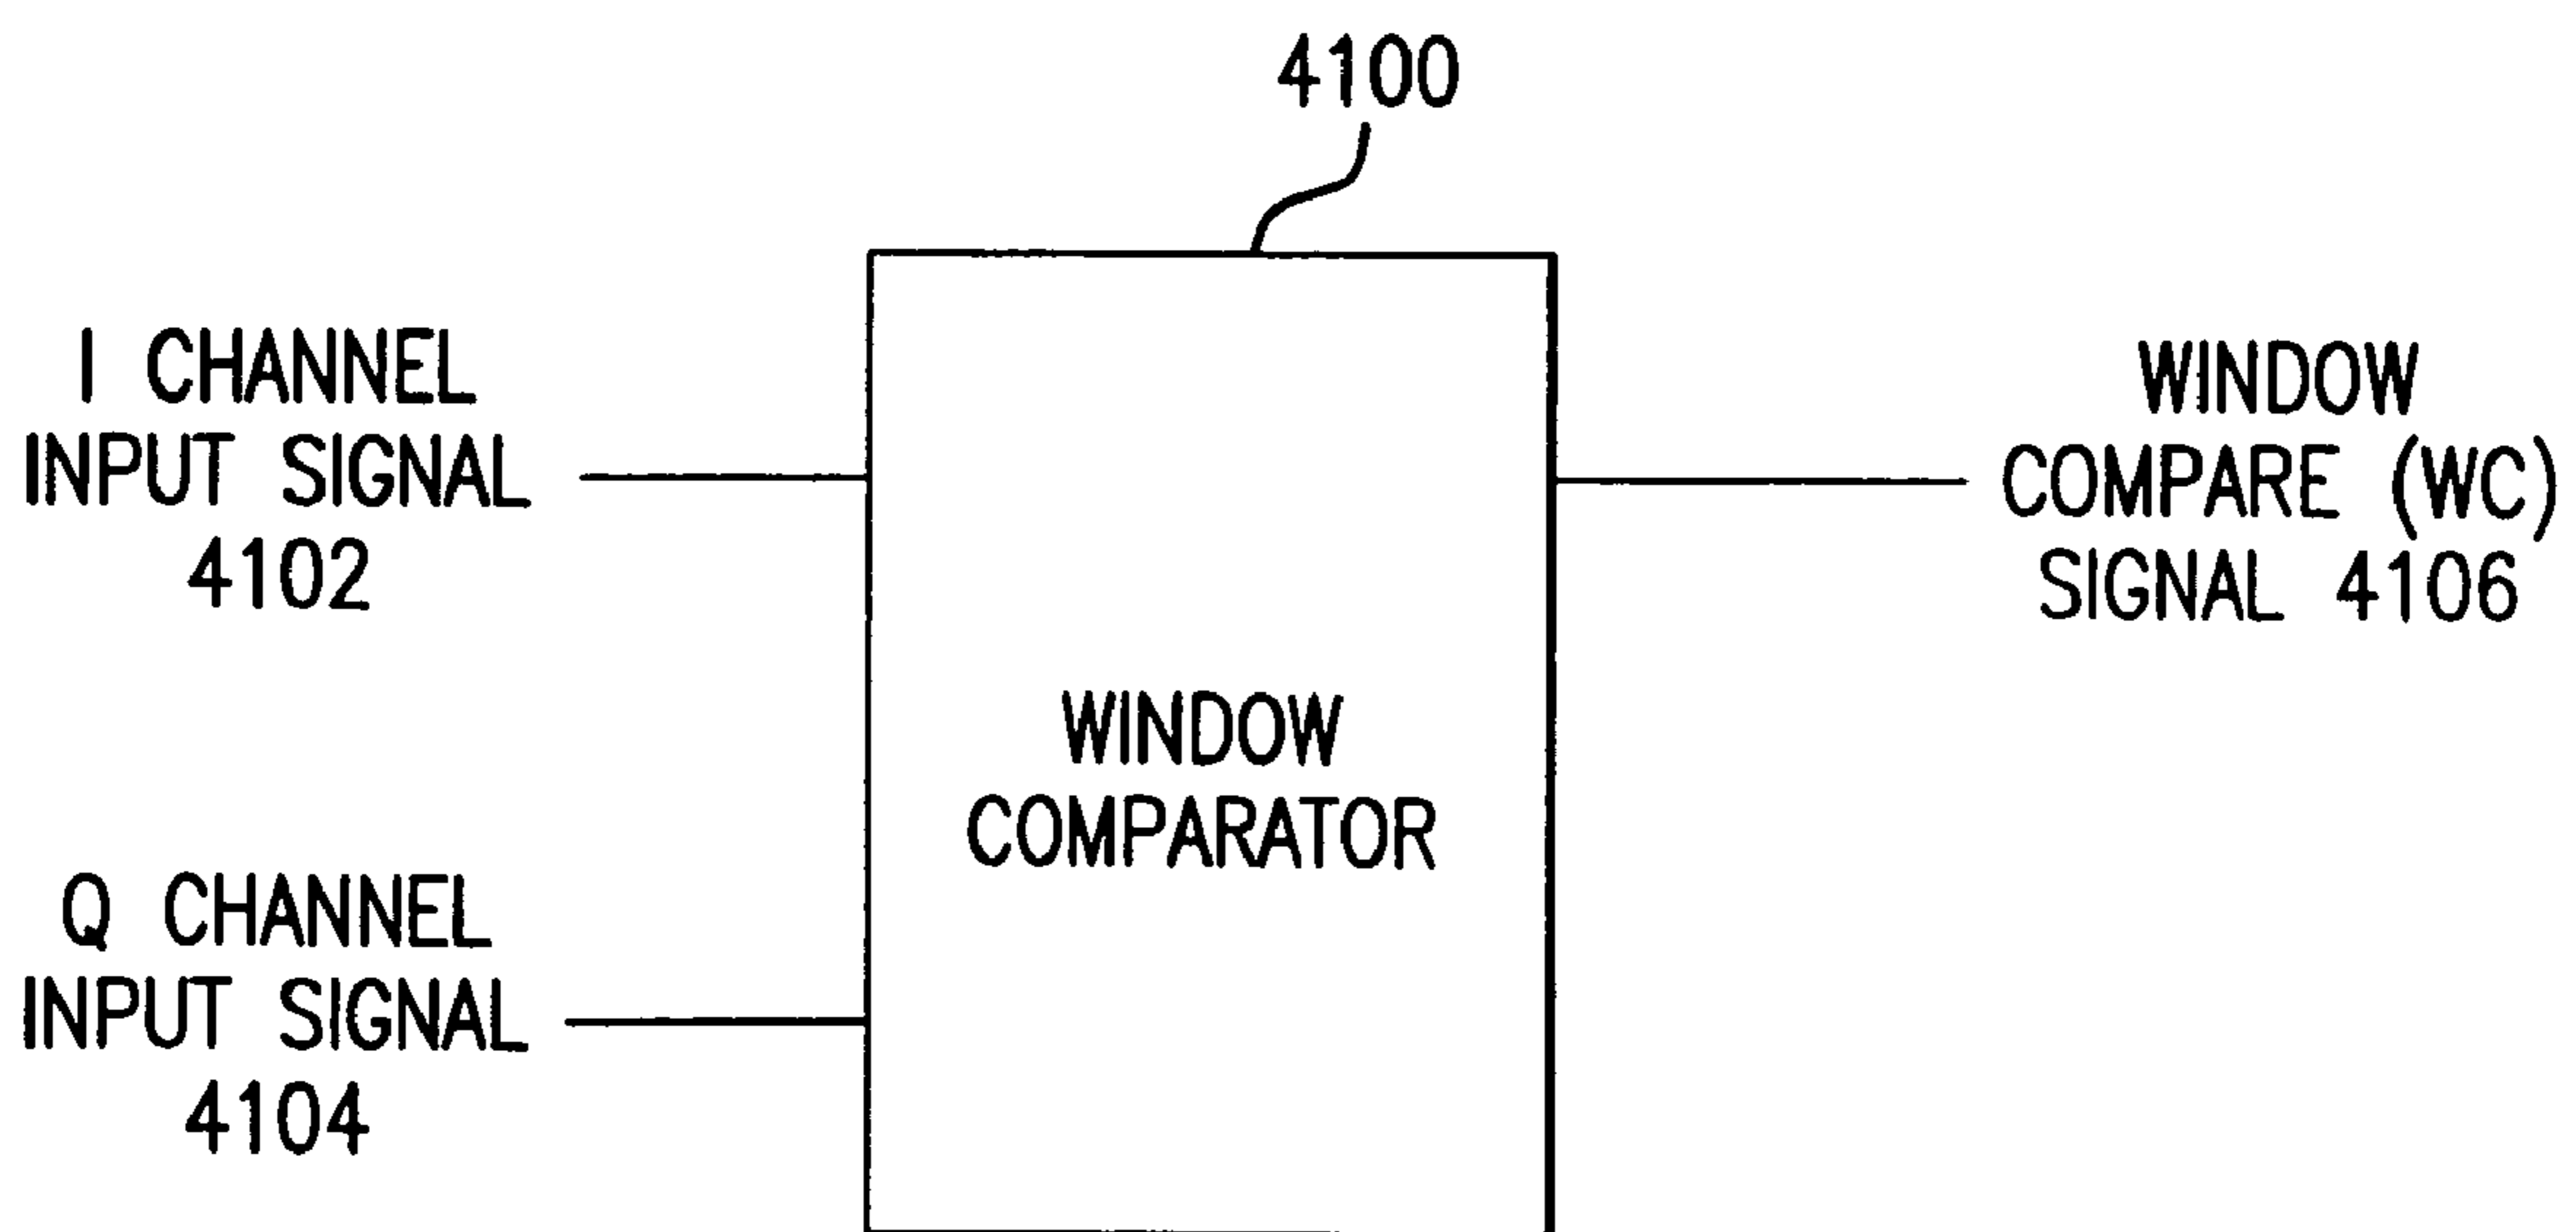 4100
I CHANNEL
INPUT SIGNAL
4102
WINDOW
COMPARE (WC)
SIGNAL 4106
WINDOW
COMPARATOR
Q CHANNEL
INPUT SIGNAL
4104